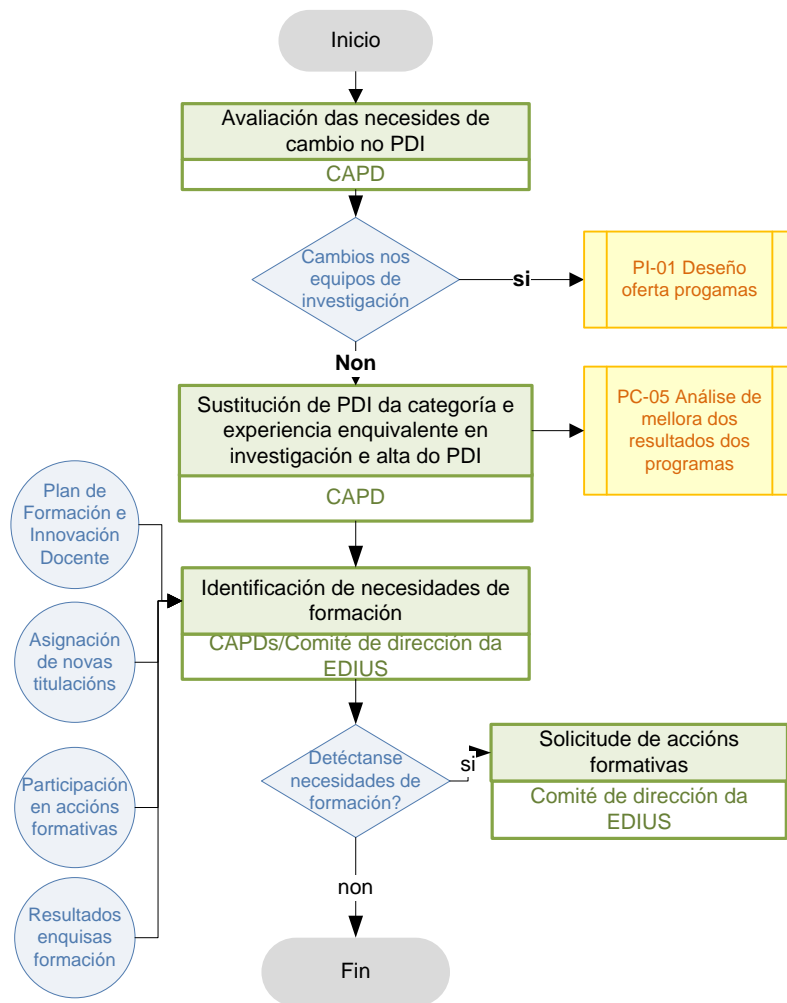 Inicio
Avaliación das necesides de
cambio no PDI
CAPD
Cambios nos
equipos de
investigación
si
PI-01 Deseño
oferta progamas
Non
Sustitución de PDI da categoría e
experiencia enquivalente en
investigación e alta do PDI
CAPD
PC-05 Análise de
mellora dos
resultados dos
programas
Plan de
Formación e
Innovación
Docente
Identificación de necesidades de
formación
CAPDs/Comité de dirección da
EDIUS
Asignación
de novas
titulacións
Detéctanse
necesidades de
formación?
si
Solicitude de accións
formativas
Comité de dirección da
EDIUS
Participación
en accións
formativas
non
Resultados
enquisas
formación
Fin